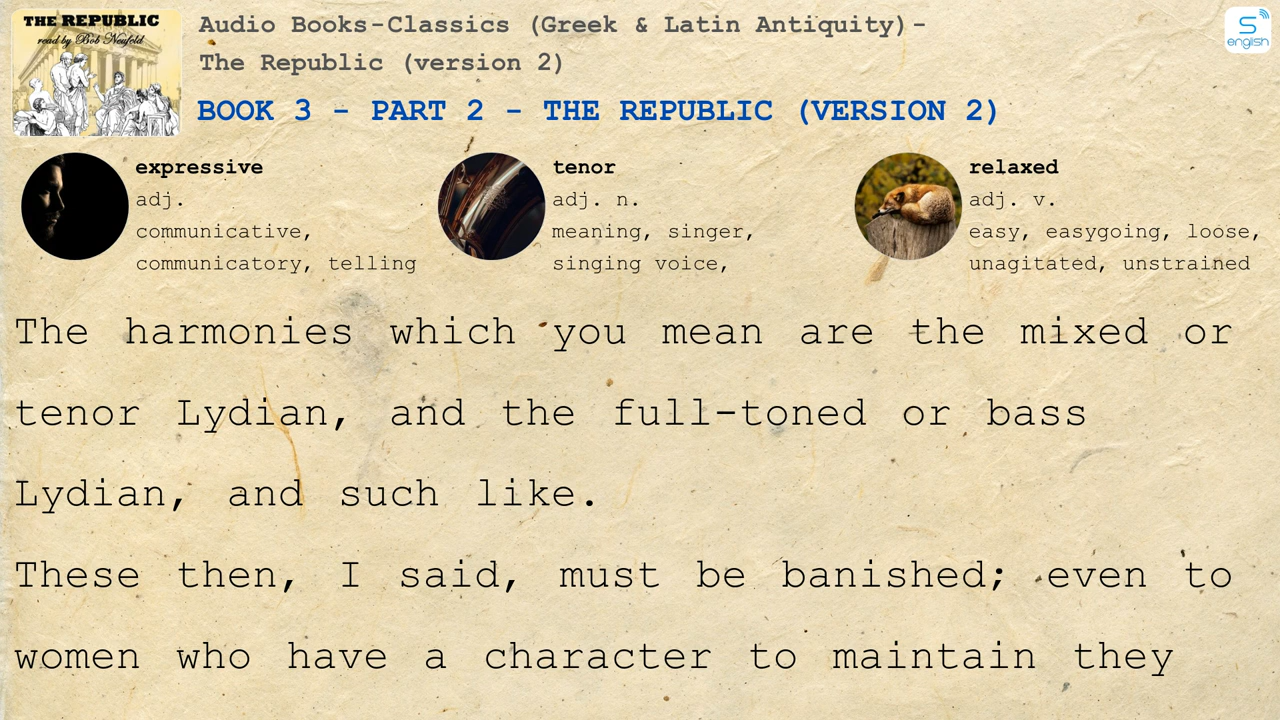 THE REPUBLIC
read by Bob Neufeld
Audio Books-Classics (Greek & Latin Antiquity)-
The Republic (version 2)
S
english
BOOK 3 - PART 2 - THE REPUBLIC (VERSION 2)
expressive
adj.
communicative,
communicatory, telling
tenor
adj. n.
meaning, singer,
singing voice,
relaxed
adj. v.
easy, easygoing, loose,
unagitated, unstrained
The harmonies which you mean are the mixed or
tenor Lydian, and the full-toned or bass
Lydian, and such like.
These then, I said, must be banished; even to
women who have a character to maintain they